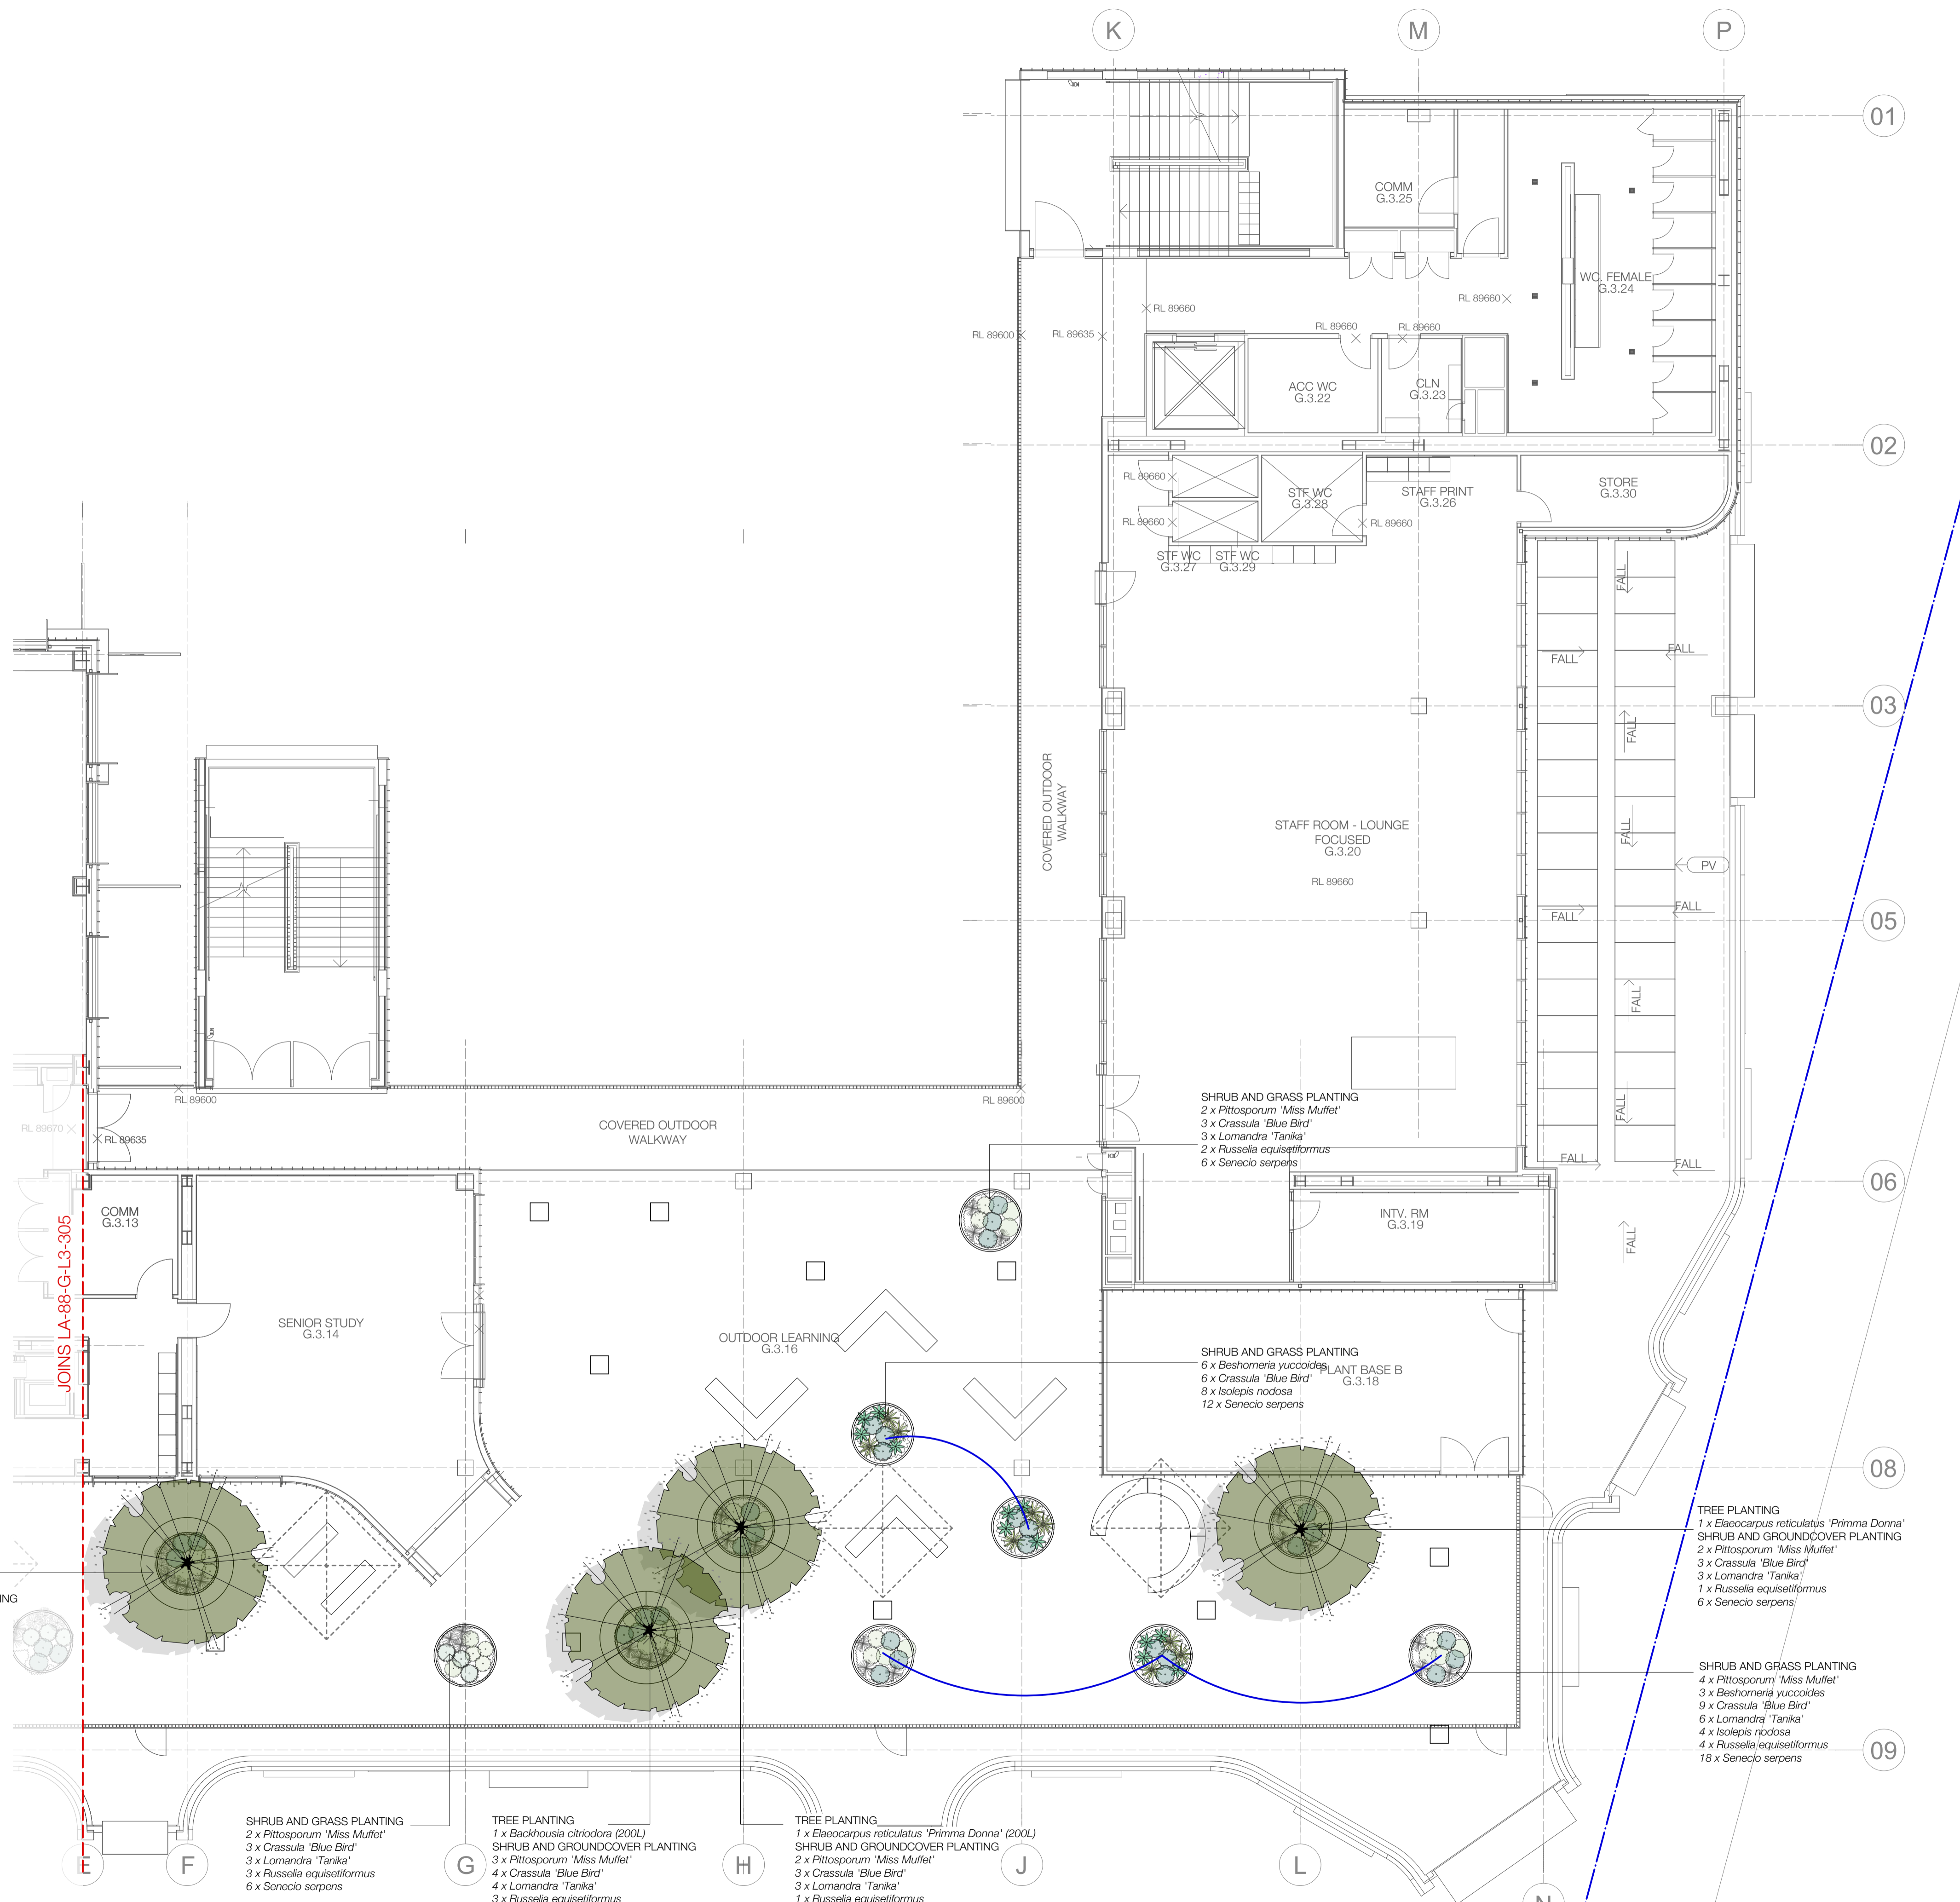 K
M
P
01
COMM
G.3.25
WC. FEMALE
G.3.24
RL 89660
RL 89660
RL 89600
RL 89635
RL 89660
RL 89660
ACC WC
G.3.22
CLN
G.3.23
02
RL 89660
STF WC
G.3.28
STAFF PRINT
G.3.26
STORE
G.3.30
RL 89660
RL 89660
STF WC
G.3.27
STF WC
G.3.29
FALL
FALL
FALL
03
FALL
COVERED OUTDOOR
WALKWAY
STAFF ROOM - LOUNGE
FOCUSED
G.3.20
RL 89660
FALL
PV
FALL
FALL
05
FALL
RL 89600
RL 89600
RL 89670
RL 89635
COVERED OUTDOOR
WALKWAY
SHRUB AND GRASS PLANTING
2 x Pittosporum 'Miss Muffet'
3 x Crassula 'Blue Bird'
3 x Lomandra 'Tanika'
2 x Russelia equisetiformus
6 x Senecio serpens
FALL
FALL
FALL
06
COMM
G.3.13
INTV. RM
G.3.19
FALL
JOINS LA-88-G-L3-305
SENIOR STUDY
G.3.14
OUTDOOR LEARNING
G.3.16
SHRUB AND GRASS PLANTING
6 x Beshorneria yuccoides
6 x Crassula 'Blue Bird'
8 x Isolepis nodosa
12 x Senecio serpens
PLANT BASE B
G.3.18
08
TREE PLANTING
1 x Elaeocarpus reticulatus 'Primma Donna'
SHRUB AND GROUNDCOVER PLANTING
2 x Pittosporum 'Miss Muffet'
3 x Crassula 'Blue Bird'
3 x Lomandra 'Tanika'
1 x Russelia equisetiformus
6 x Senecio serpens
ING
SHRUB AND GRASS PLANTING
4 x Pittosporum 'Miss Muffet'
3 x Beshorneria yuccoides
9 x Crassula 'Blue Bird'
6 x Lomandra 'Tanika'
4 x Isolepis nodosa
4 x Russelia equisetiformus
18 x Senecio serpens
09
SHRUB AND GRASS PLANTING
2 x Pittosporum 'Miss Muffet'
3 x Crassula 'Blue Bird'
3 x Lomandra 'Tanika'
3 x Russelia equisetiformus
6 x Senecio serpens
TREE PLANTING
1 x Backhousia citriodora (200L)
SHRUB AND GROUNDCOVER PLANTING
3 x Pittosporum 'Miss Muffet'
4 x Crassula 'Blue Bird'
4 x Lomandra 'Tanika'
3 x Russelia equisetiformus
TREE PLANTING
1 x Elaeocarpus reticulatus 'Primma Donna' (200L)
SHRUB AND GROUNDCOVER PLANTING
2 x Pittosporum 'Miss Muffet'
3 x Crassula 'Blue Bird'
3 x Lomandra 'Tanika'
1 x Russelia equisetiformus
E
F
G
H
J
L
N